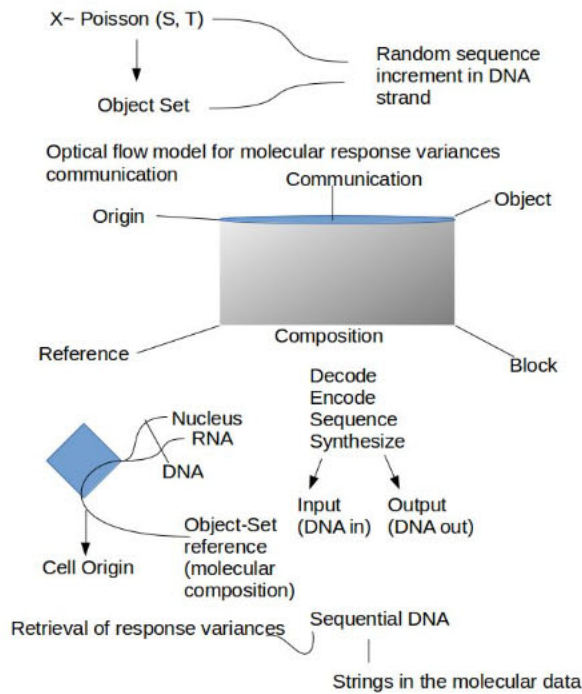 X~ Poisson (S, T)
Random sequence
increment in DNA
strand
Object Set
Optical flow model for molecular response variances
communication
Communication
Origin
Object
Composition
Reference
Block
Decode
Encode
Sequence
Synthesize
Nucleus
RNA
DNA
Input
(DNA in)
Output
(DNA out)
Object-Set
reference
(molecular
composition)
Cell Origin
Retrieval of response variances
Sequential DNA
Strings in the molecular data